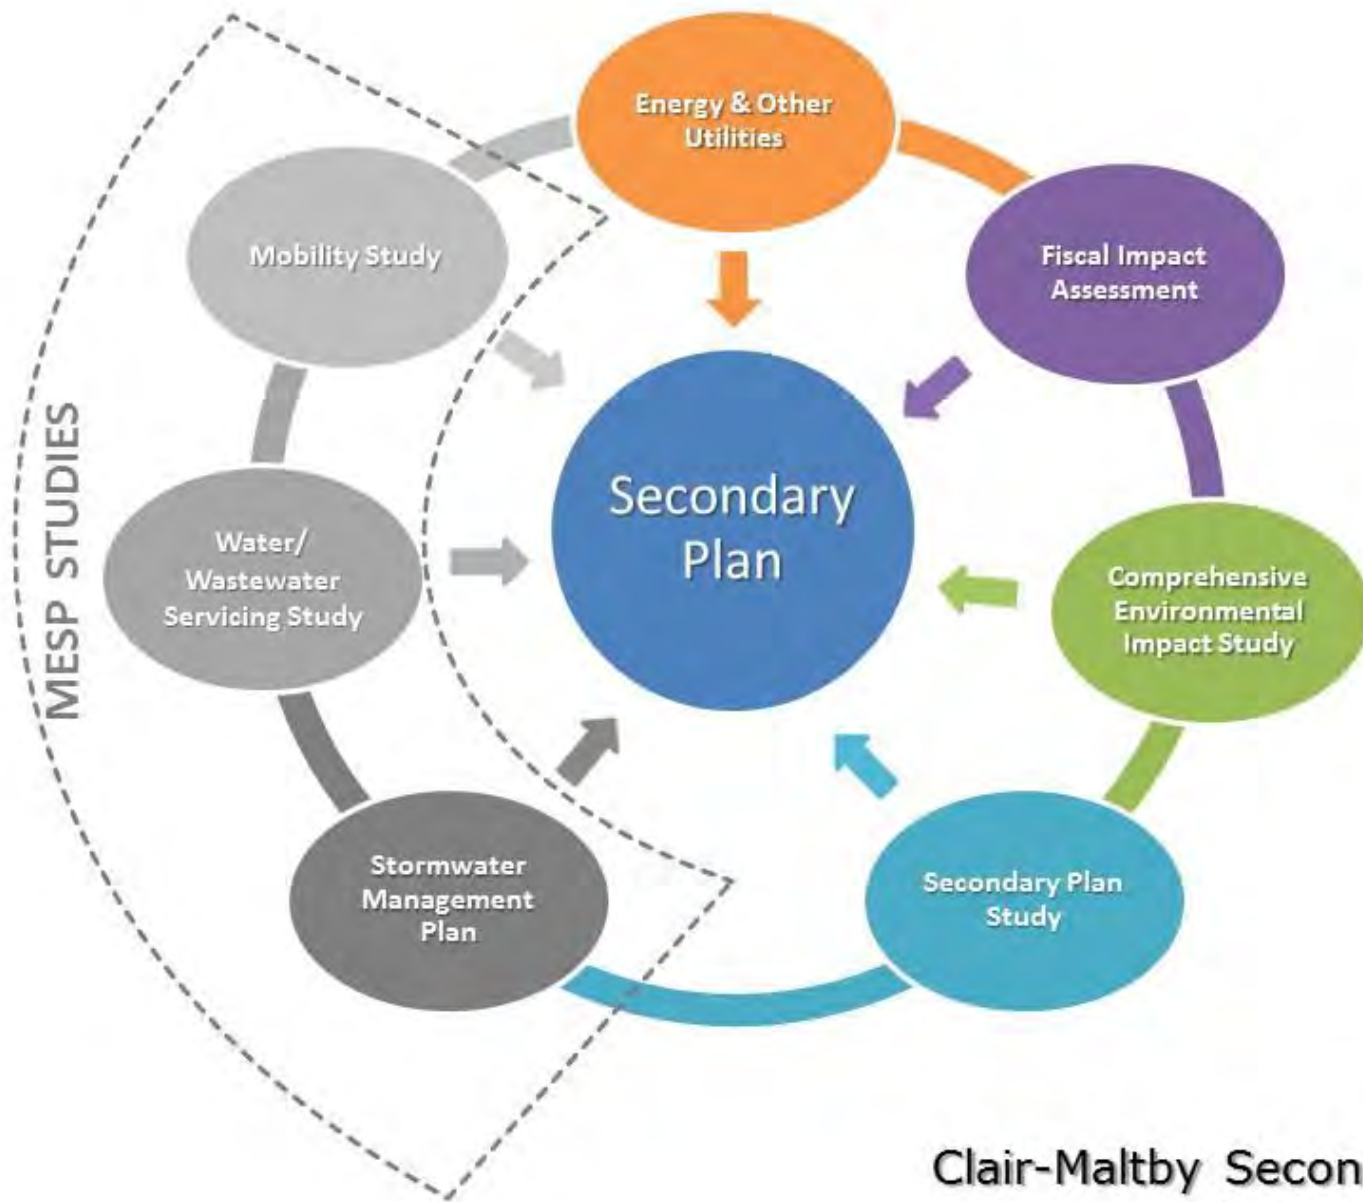 Energy & Other
Utilities
Mobility Study
Fiscal Impact
Assessment
MESP STUDIES
Secondary
Plan
Water/
Wastewater
Servicing Study
Comprehensive
Environmental
Impact Study
Stormwater
Management
Plan
Secondary Plan
Study
Clair-Maltby Secon